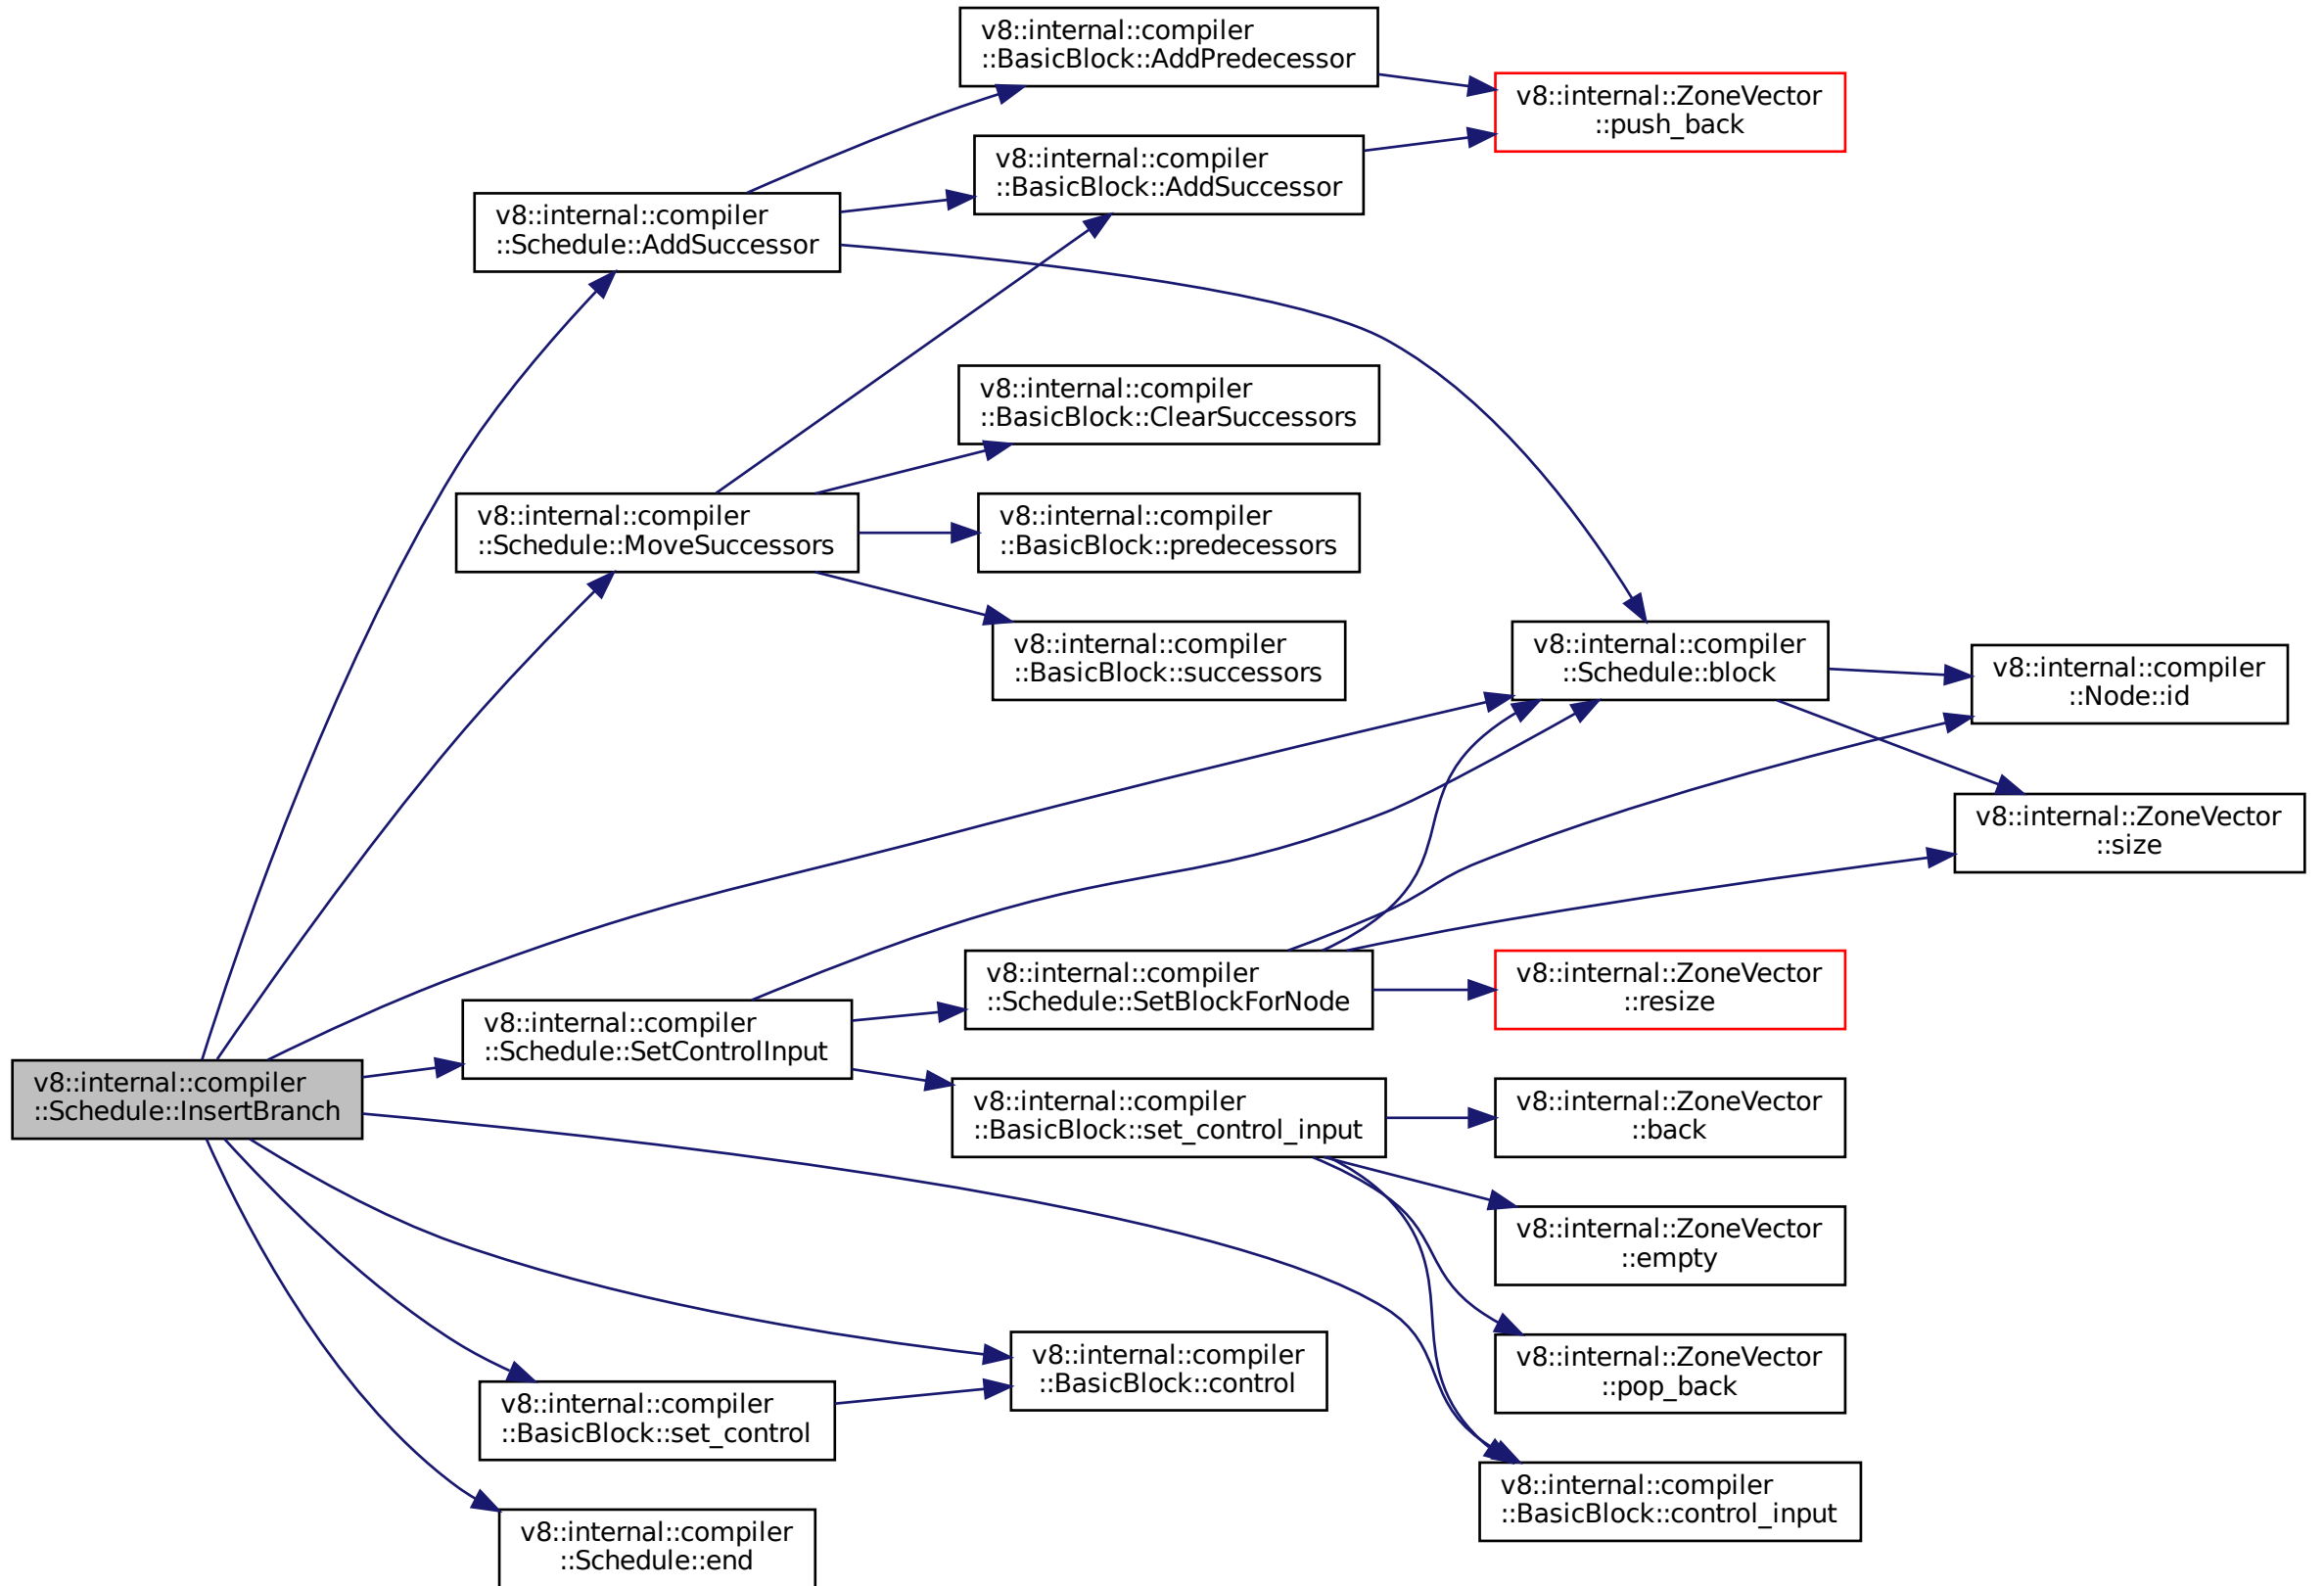 v8::internal::compiler
::BasicBlock::AddPredecessor
v8::internal::ZoneVector
::push_back
v8::internal::compiler
::BasicBlock::AddSuccessor
v8::internal::compiler
::Schedule::AddSuccessor
v8::internal::compiler
::BasicBlock::ClearSuccessors
v8::internal::compiler
::Schedule::MoveSuccessors
v8::internal::compiler
::BasicBlock::predecessors
v8::internal::compiler
::BasicBlock::successors
v8::internal::compiler
::Schedule::block
v8::internal::compiler
::Node::id
v8::internal::ZoneVector
::size
v8::internal::compiler
::Schedule::SetBlockForNode
v8::internal::ZoneVector
::resize
v8::internal::compiler
::Schedule::SetControlInput
v8::internal::compiler
::Schedule::InsertBranch
v8::internal::compiler
::BasicBlock::set_control_input
v8::internal::ZoneVector
::back
v8::internal::ZoneVector
::empty
v8::internal::ZoneVector
::pop_back
v8::internal::compiler
::BasicBlock::control
v8::internal::compiler
::BasicBlock::set_control
v8::internal::compiler
::BasicBlock::control_input
v8::internal::compiler
::Schedule::end